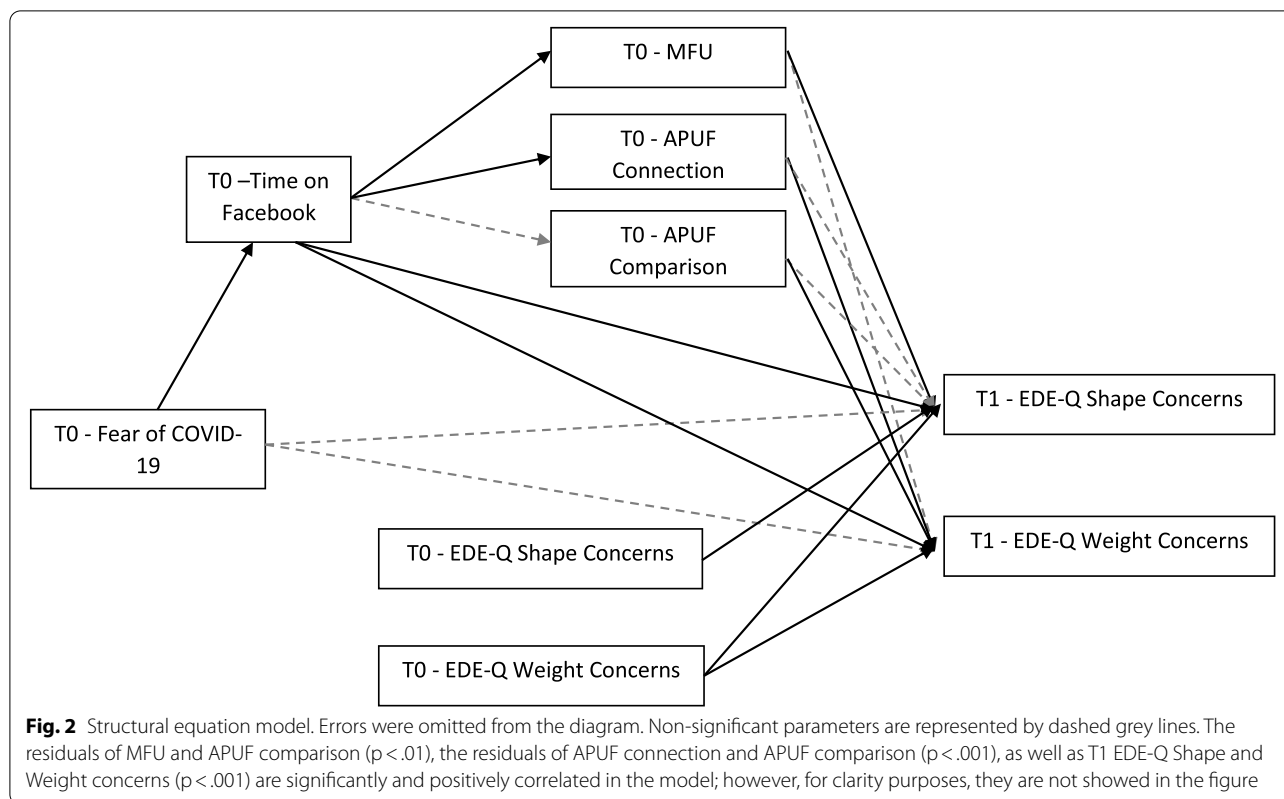 T0 - MFU
T0 - APUF
Connection
T0 –Time on
Facebook
T0 - APUF
Comparison
T1 - EDE-Q Shape Concerns
T0 - Fear of COVID-
19
T1 - EDE-Q Weight Concerns
T0 - EDE-Q Shape Concerns
T0 - EDE-Q Weight Concerns
Fig. 2 Structural equation model. Errors were omitted from the diagram. Non-significant parameters are represented by dashed grey lines. The
residuals of MFU and APUF comparison (p < .01), the residuals of APUF connection and APUF comparison (p < .001), as well as T1 EDE-Q Shape and
Weight concerns (p < .001) are significantly and positively correlated in the model; however, for clarity purposes, they are not showed in the figure